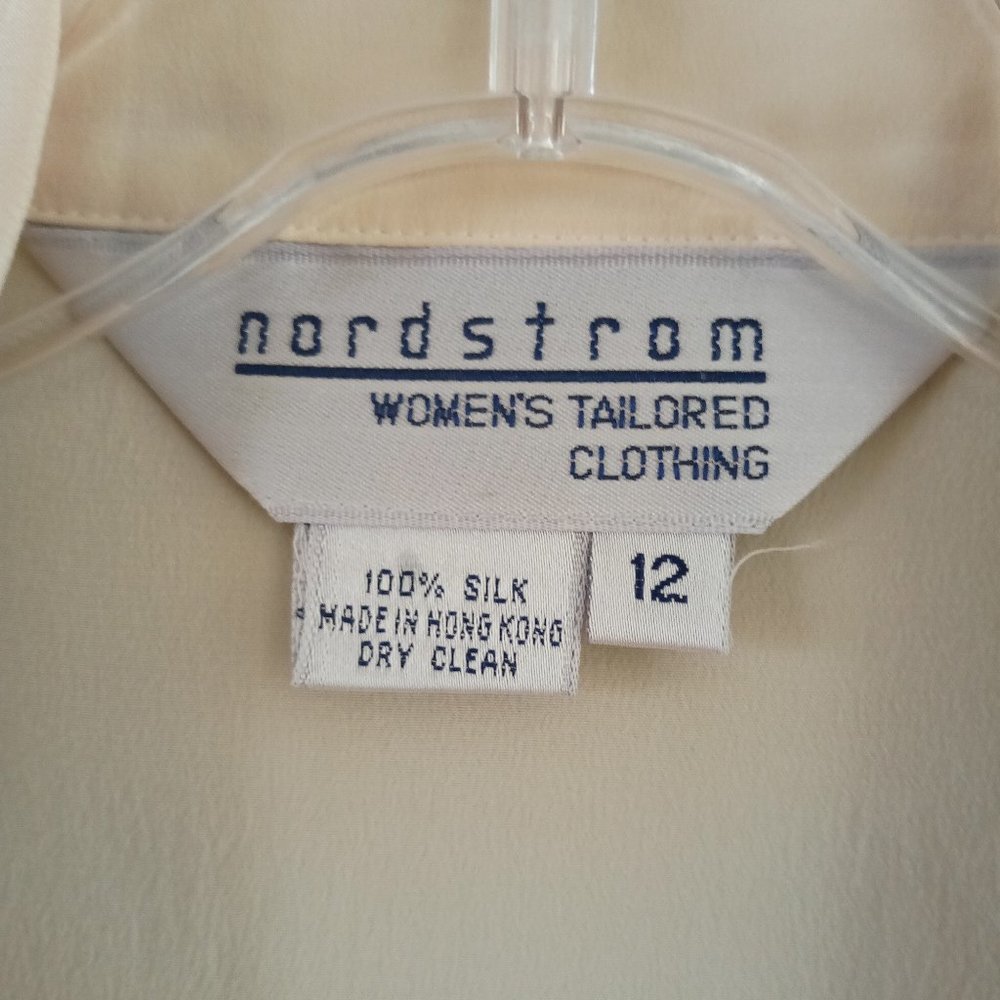 nordstrom
WOMEN'S TAILORED
CLOTHING
100% SILK
MADE IN HONG KONG
DRY CLEAN
12